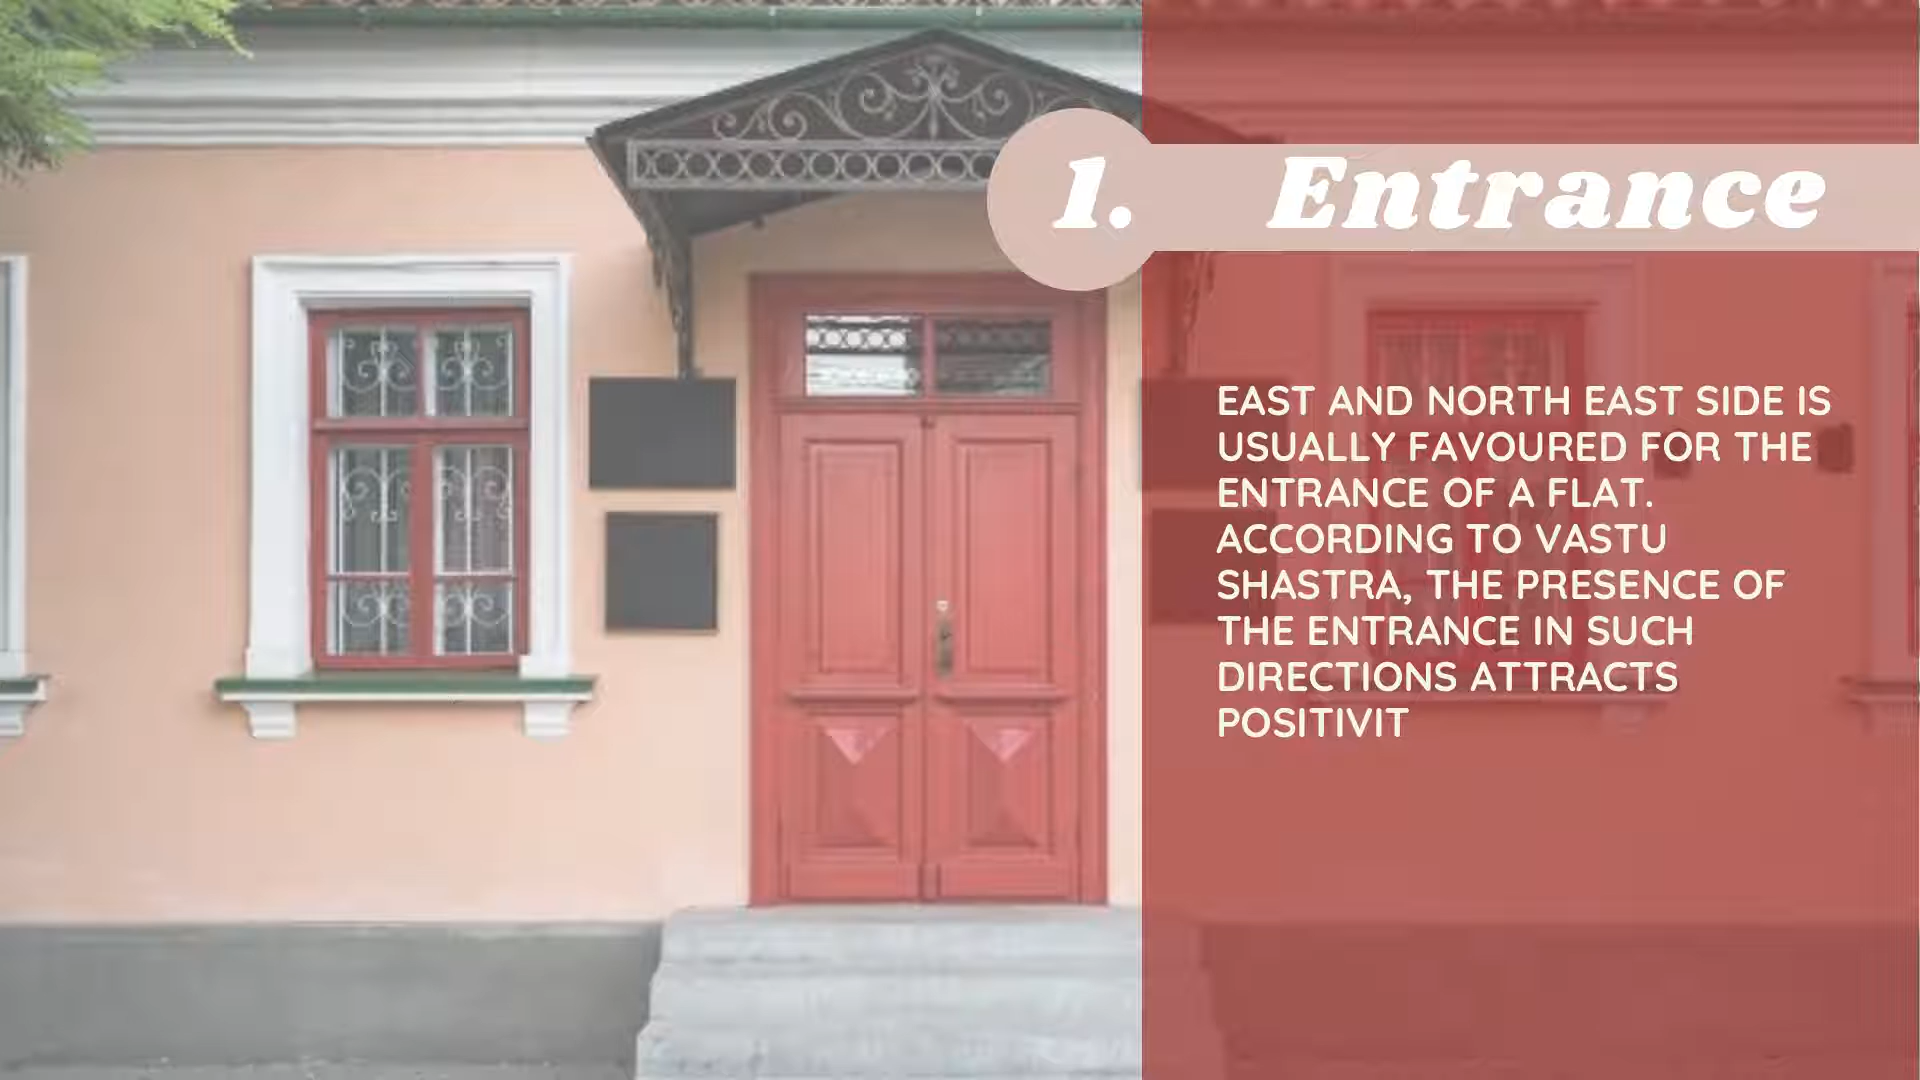 1. Entrance
EAST AND NORTH EAST SIDE IS
USUALLY FAVOURED FOR THE
ENTRANCE OF A FLAT.
ACCORDING TO VASTU
SHASTRA, THE PRESENCE OF
THE ENTRANCE IN SUCH
DIRECTIONS ATTRACTS
POSITIVIT